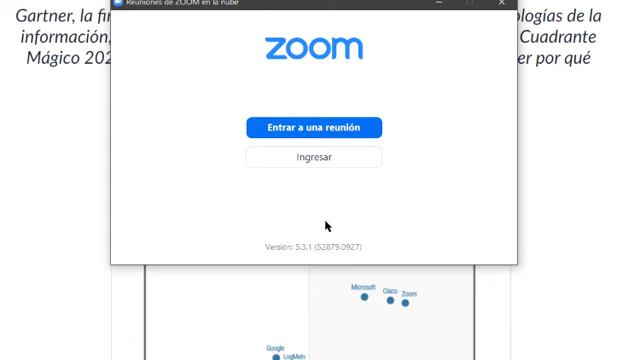 Reuniones de ZOOM en la nube
Gartner, la fi
ologías de la
información,
Cuadrante
Mágico 202
er por qué
zoom
Entrar a una reunión
Ingresar
Versión: 5.3.1 (52879.0927)
Microsoft
Cisco
Zoom
Google
LogMeIn